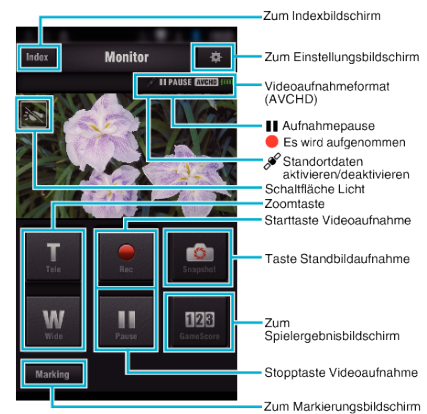 Zum Indexbildschirm
Index
Monitor
Zum Einstellungsbildschirm
PAUSE AVCHD
Videoaufnahmeformat
(AVCHD)
Aufnahmepause
Es wird aufgenommen
Standortdaten
aktivieren/deaktivieren
Schaltfläche Licht
Zoomtaste
Starttaste Videoaufnahme
T
Tele
Rec
Snapshot
Taste Standbildaufnahme
W
Wide
Pause
123
GameScore
Zum
Spielergebnisbildschirm
Stopptaste Videoaufnahme
Marking
Zum Markierungsbildschirm